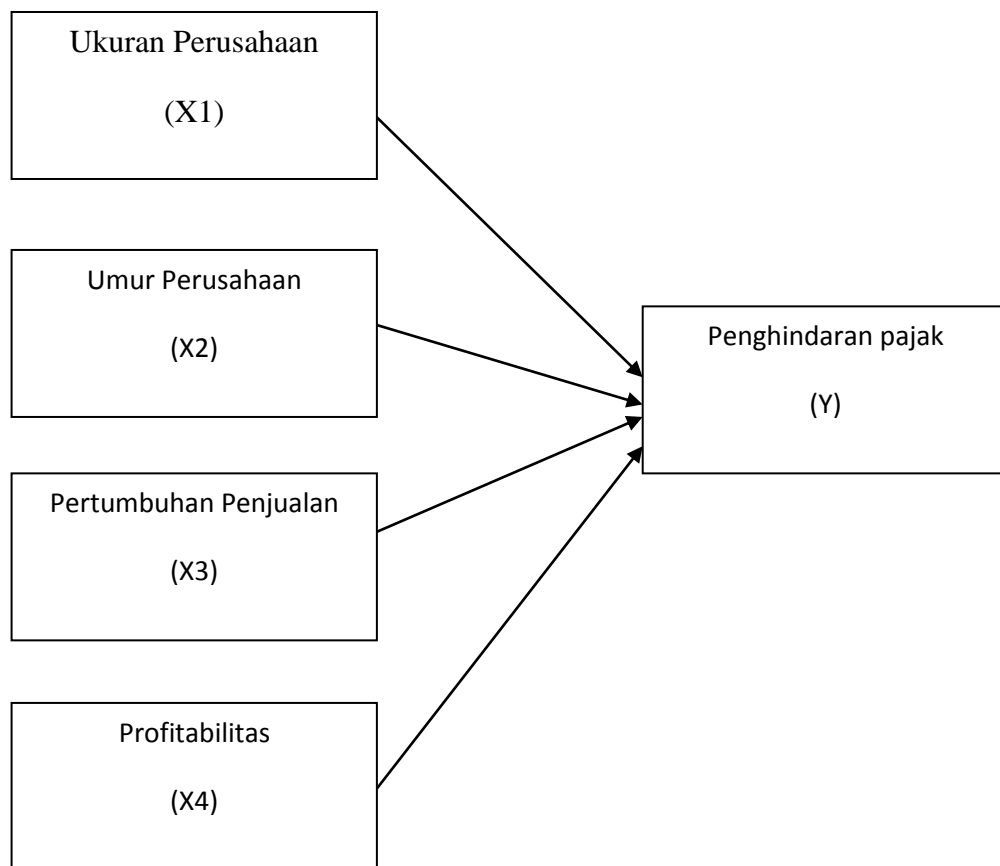 Ukuran Perusahaan
(X1)
Umur Perusahaan
(X2)
Pertumbuhan Penjualan
(X3)
Profitabilitas
(X4)
Penghindaran pajak
(Y)